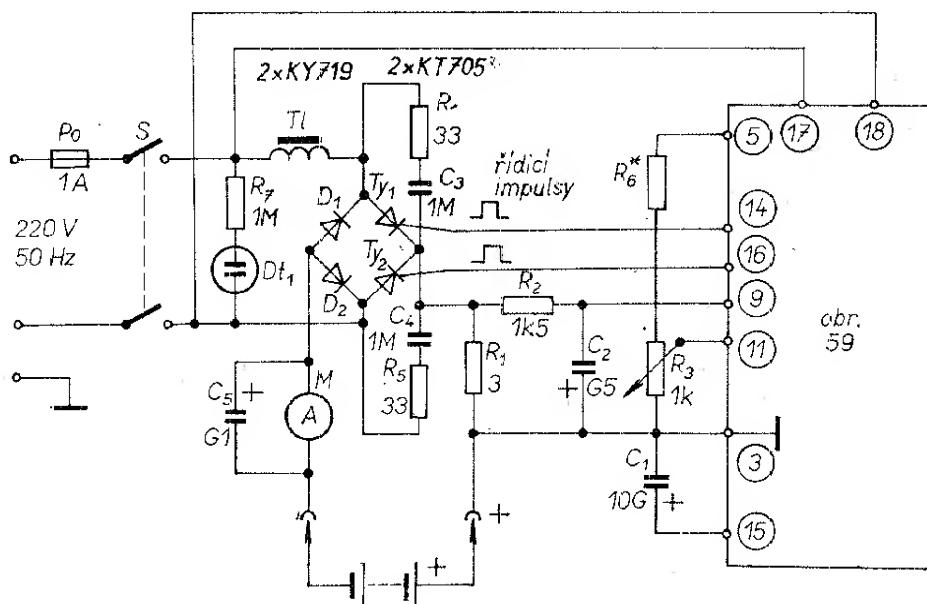 2×KY719
2×KT705
Po
1A
S
220 V
50 Hz
Tl
R7
1M
Dt1
D1
D2
Ty1
Ty2
33
C3
1M
řídicí
impulsy
C4
1M
R5
33
R1
3
R2
1k5
C2
+
G5
R6*
R3
1k
C1
10G
+
C5
+
G1
M
A
+
+
5
17
18
14
16
9
11
3
15
obr.
59